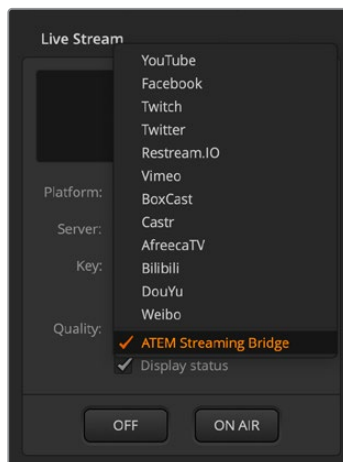 Live Stream
YouTube
Facebook
Twitch
Twitter
Restream.IO
Vimeo
Platform:
BoxCast
Castr
Server:
AfreecaTV
Key:
Bilibili
DouYu
Weibo
Quality:
ATEM Streaming Bridge
Display status
OFF
ON AIR